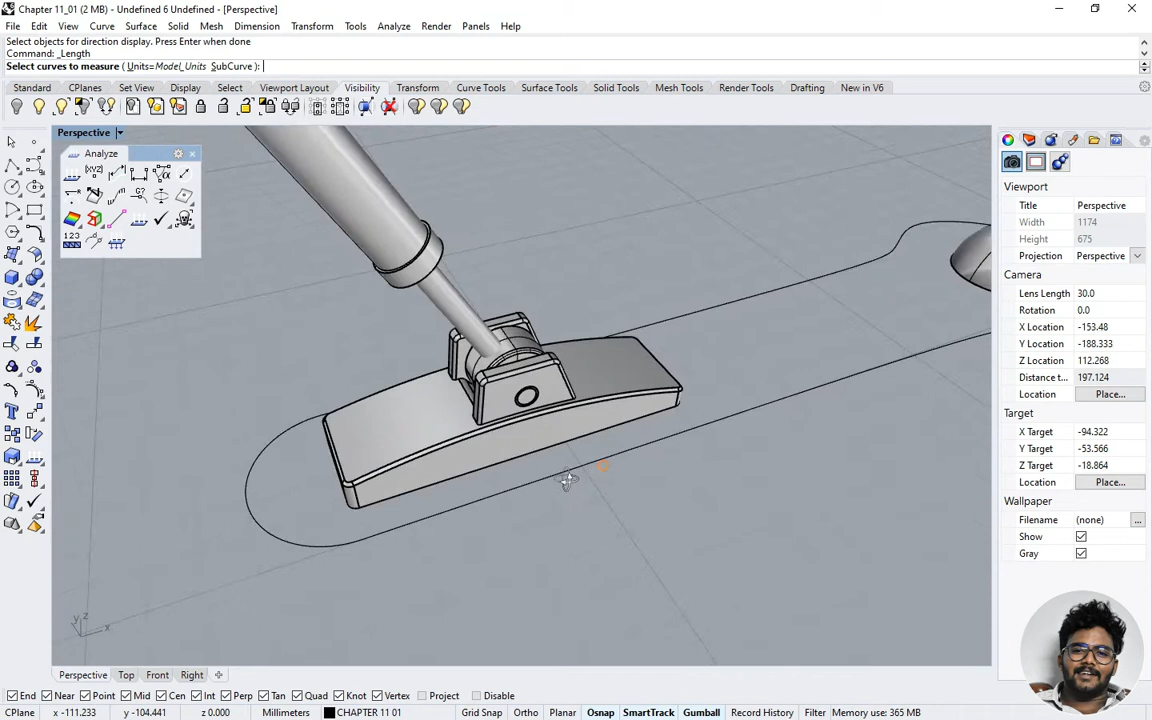 Chapter 11_01 (2 MB) - Undefined 6 Undefined - [Perspective]
File Edit View Curve Surface Solid Mesh Dimension Transform Tools Analyze Render Panels Help
Select objects for direction display. Press Enter when done
Command: _Length
Select curves to measure ( Units=Model_Units SubCurve ):
Standard CPlanes Set View Display Select Viewport Layout Visibility Transform Curve Tools Surface Tools Solid Tools Mesh Tools Render Tools Drafting New in V6
Perspective
Analyze
(XYZ)
G?
123
Viewport
Title Perspective
Width 1174
Height 675
Projection Perspective
Camera
Lens Length 30.0
Rotation 0.0
X Location -153.48
Y Location -188.333
Z Location 112.268
Distance t... 197.124
Location Place...
Target
X Target -94.322
Y Target -53.566
Z Target -18.864
Location Place...
Wallpaper
Filename (none) ...
Show
Gray
y z x
Perspective Top Front Right
End Near Point Mid Cen Int Perp Tan Quad Knot Vertex Project Disable
CPlane x -111.233 y -104.441 z 0.000 Millimeters CHAPTER 11 01 Grid Snap Ortho Planar Osnap SmartTrack Gumball Record History Filter Memory use: 365 MB